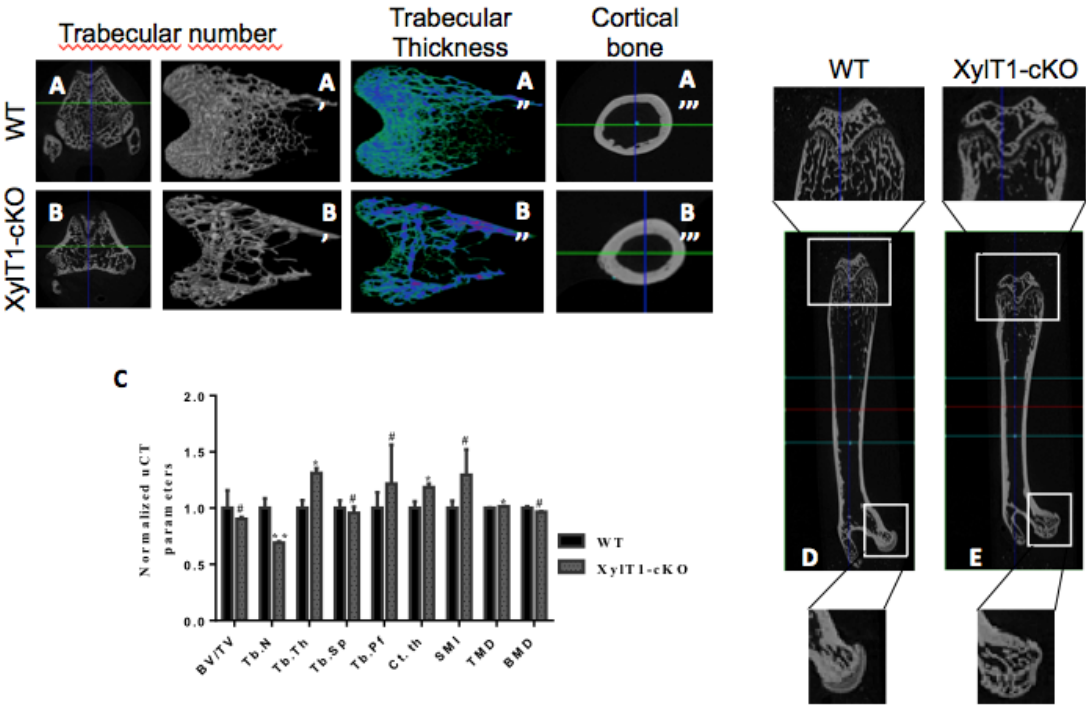 Trabecular number
Trabecular
Thickness
Cortical
bone
WT
A
A
’
A
”
A
”’
XylT1-cKO
B
B
’
B
”
B
”’
C
Normalized uCT
parameters
2.0
1.5
1.0
0.5
0.0
#
* *
*
#
#
*
#
*
#
BV/TV
Tb.N
Tb.Th
Tb.Sp
Tb.Pf
Ct.th
SMI
TMD
BMD
WT
XylT1-cKO
WT
XylT1-cKO
D
E